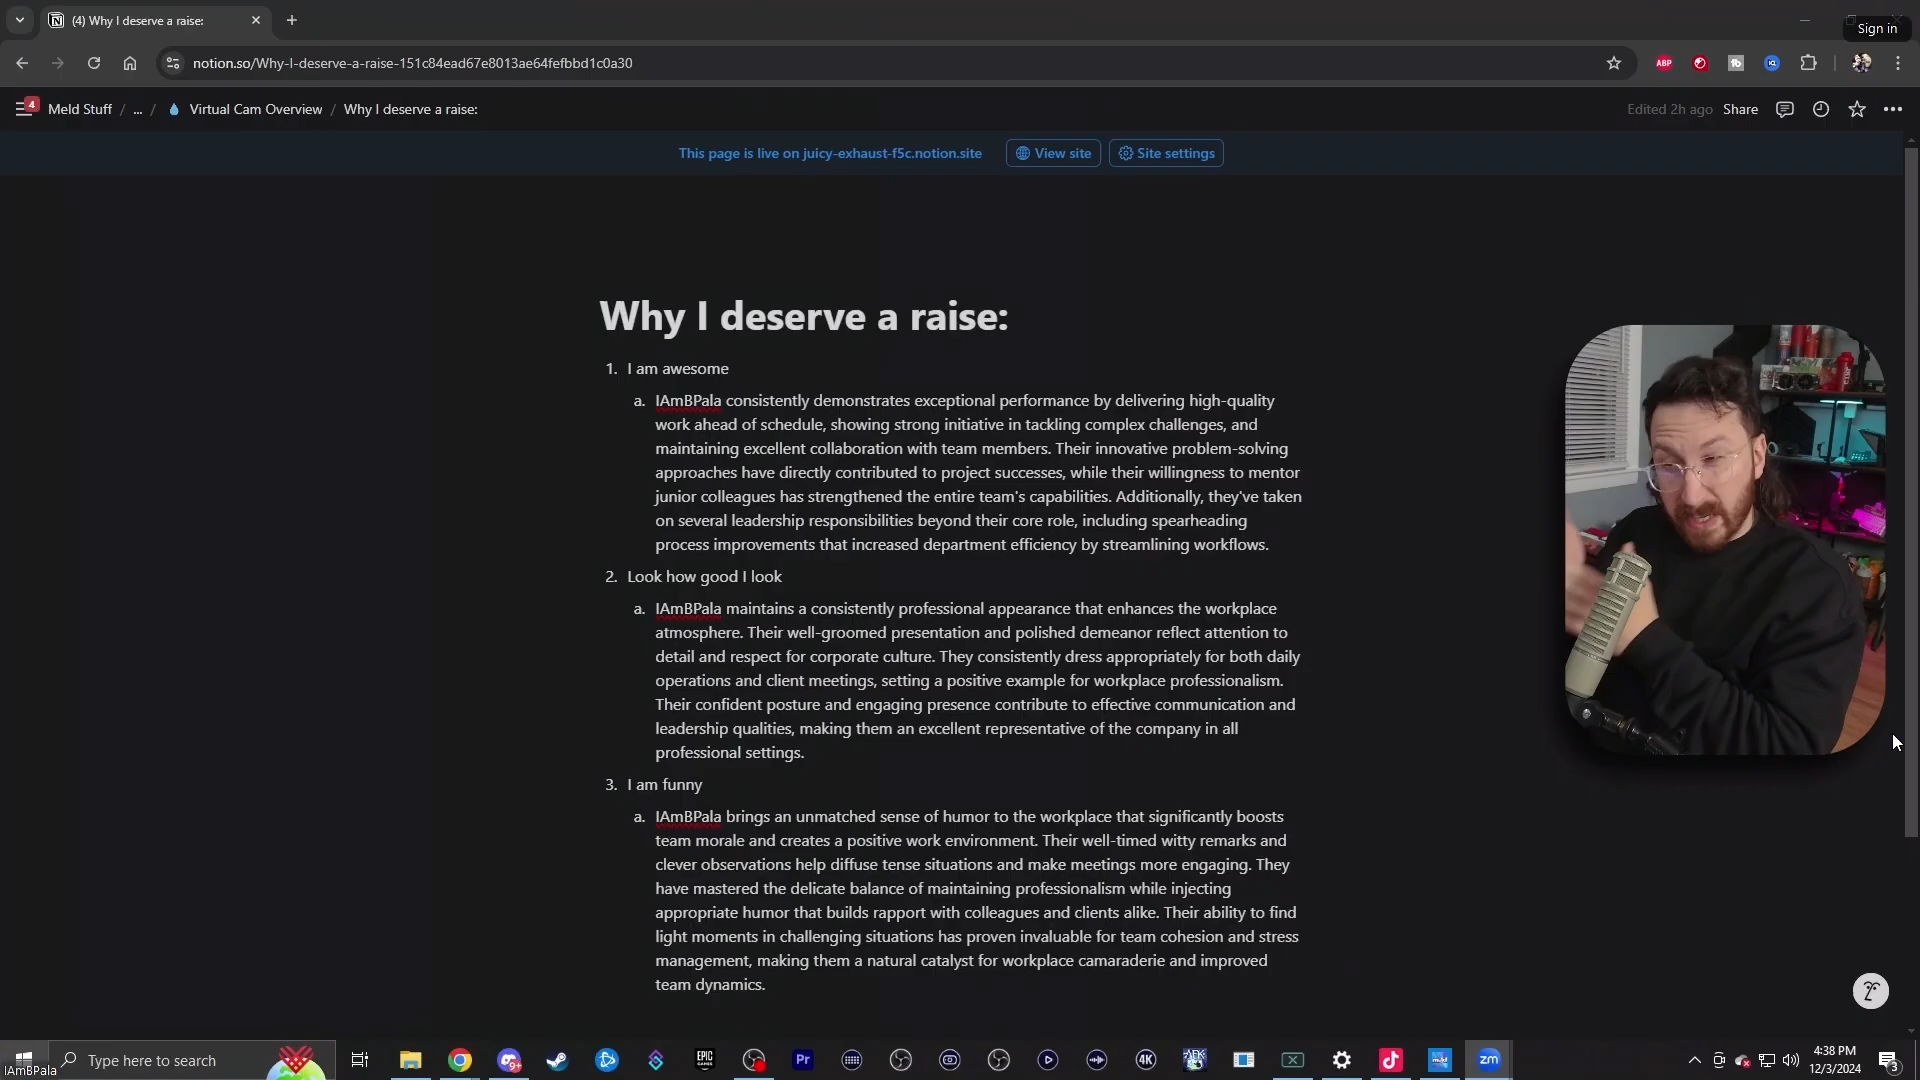 (4) Why I deserve a raise:
Sign in
notion.so/Why-I-deserve-a-raise-151c84ead67e8013ae64fefbbd1c0a30
ABP
4
Meld Stuff / ... / Virtual Cam Overview / Why I deserve a raise:
Edited 2h ago
Share
This page is live on juicy-exhaust-f5c.notion.site
View site
Site settings
Why I deserve a raise:
1. I am awesome
a. IAmBPala consistently demonstrates exceptional performance by delivering high-quality
work ahead of schedule, showing strong initiative in tackling complex challenges, and
maintaining excellent collaboration with team members. Their innovative problem-solving
approaches have directly contributed to project successes, while their willingness to mentor
junior colleagues has strengthened the entire team's capabilities. Additionally, they've taken
on several leadership responsibilities beyond their core role, including spearheading
process improvements that increased department efficiency by streamlining workflows.
2. Look how good I look
a. IAmBPala maintains a consistently professional appearance that enhances the workplace
atmosphere. Their well-groomed presentation and polished demeanor reflect attention to
detail and respect for corporate culture. They consistently dress appropriately for both daily
operations and client meetings, setting a positive example for workplace professionalism.
Their confident posture and engaging presence contribute to effective communication and
leadership qualities, making them an excellent representative of the company in all
professional settings.
3. I am funny
a. IAmBPala brings an unmatched sense of humor to the workplace that significantly boosts
team morale and creates a positive work environment. Their well-timed witty remarks and
clever observations help diffuse tense situations and make meetings more engaging. They
have mastered the delicate balance of maintaining professionalism while injecting
appropriate humor that builds rapport with colleagues and clients alike. Their ability to find
light moments in challenging situations has proven invaluable for team cohesion and stress
management, making them a natural catalyst for workplace camaraderie and improved
team dynamics.
Type here to search
9+
EPIC
GAMES
Pr
4K
AFK
zm
4:38 PM
12/3/2024
3
IAmBPala